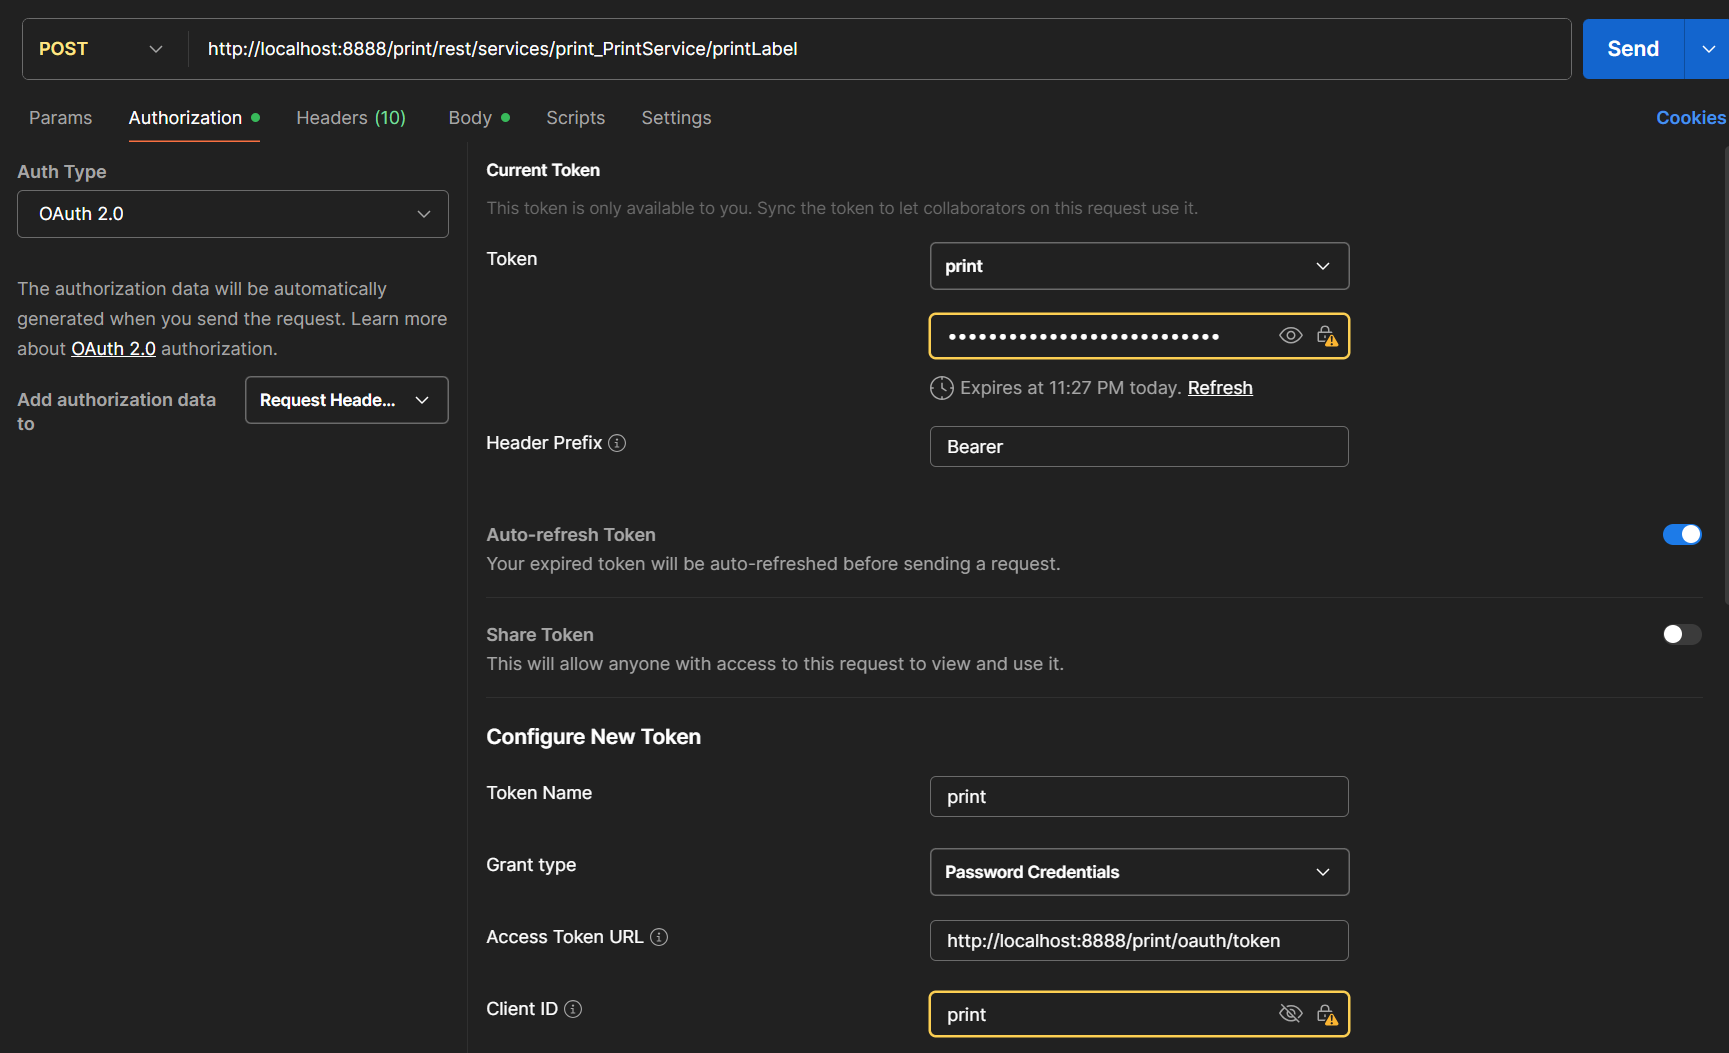 POST
http://localhost:8888/print/rest/services/print_PrintService/printLabel
Send
Params
Authorization
Headers (10)
Body
Scripts
Settings
Cookies
Auth Type
OAuth 2.0
The authorization data will be automatically
generated when you send the request. Learn more
about OAuth 2.0 authorization.
Add authorization data
to
Request Heade...
Current Token
This token is only available to you. Sync the token to let collaborators on this request use it.
Token
print
Expires at 11:27 PM today. Refresh
Header Prefix
Bearer
Auto-refresh Token
Your expired token will be auto-refreshed before sending a request.
Share Token
This will allow anyone with access to this request to view and use it.
Configure New Token
Token Name
print
Grant type
Password Credentials
Access Token URL
http://localhost:8888/print/oauth/token
Client ID
print